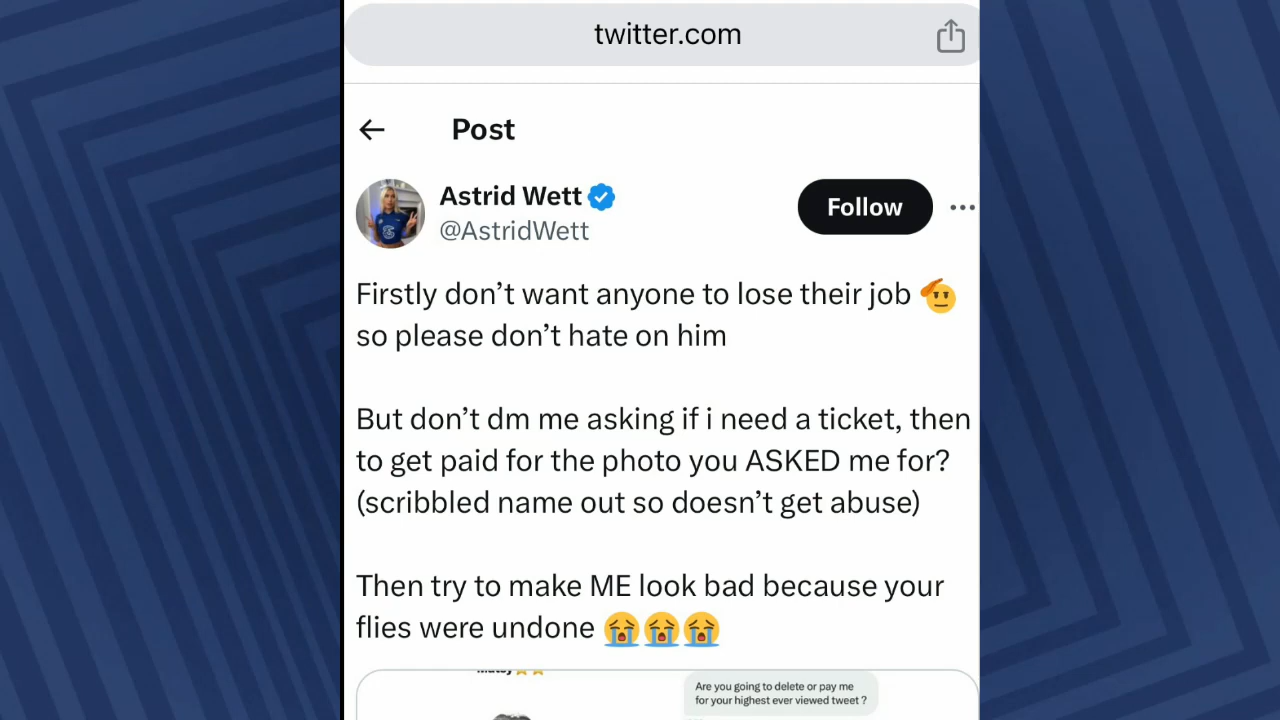 twitter.com
Post
Astrid Wett
@AstridWett
Follow
Firstly don’t want anyone to lose their job
so please don’t hate on him
But don’t dm me asking if i need a ticket, then
to get paid for the photo you ASKED me for?
(scribbled name out so doesn’t get abuse)
Then try to make ME look bad because your
flies were undone
Are you going to delete or pay me
for your highest ever viewed tweet ?